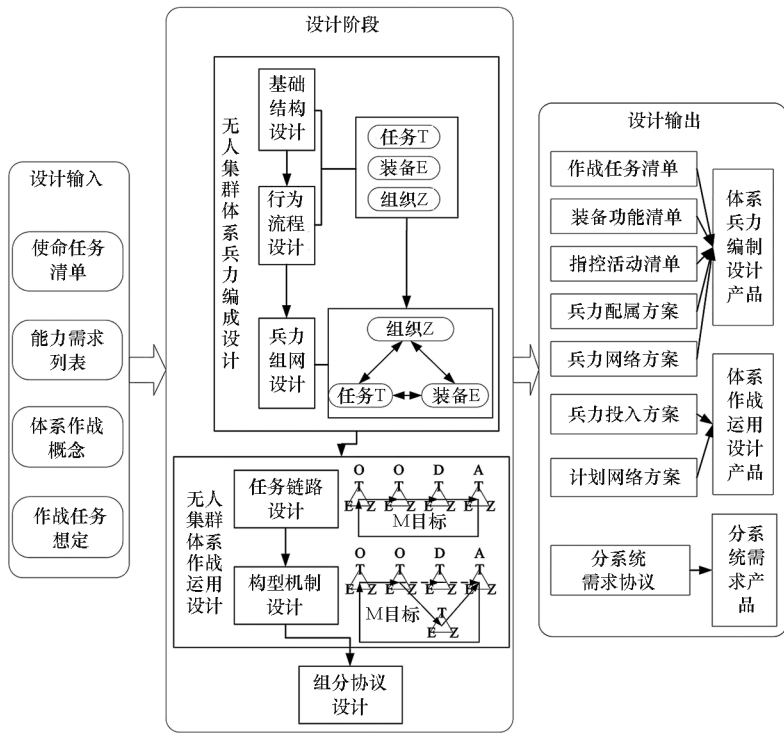 设计输入
使命任务
清单
能力需求
列表
体系作战
概念
作战任务
想定
设计阶段
无人集群体系兵力编成设计
基础
结构
设计
行为
流程
设计
兵力
组网
设计
任务T
装备E
组织Z
组织Z
任务T
装备E
无人
集群
体系
作战
运用
设计
任务链路
设计
构型机制
设计
O O D A
T T T T
E Z E Z E Z E Z
M目标
O O D A
T T T T
E Z E Z E Z E Z
M目标
T
E Z
组分协议
设计
设计输出
作战任务清单
装备功能清单
指控活动清单
兵力配属方案
兵力网络方案
体系
兵力
编制
设计
产品
兵力投入方案
计划网络方案
体系
作战
运用
设计
产品
分系统
需求协议
分系
统需
求产
品